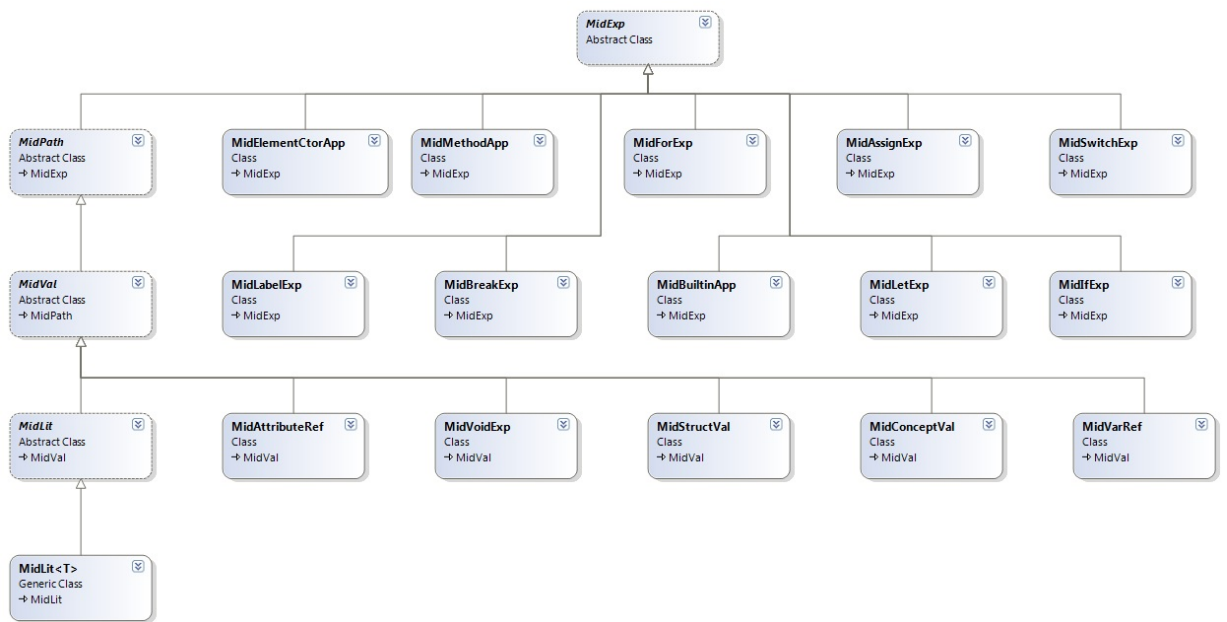 MidExp
Abstract Class
MidPath
Abstract Class
MidExp
MidElementCtorApp
Class
MidExp
MidMethodApp
Class
MidExp
MidForExp
Class
MidExp
MidAssignExp
Class
MidExp
MidSwitchExp
Class
MidExp
MidVal
Abstract Class
MidPath
MidLabelExp
Class
MidExp
MidBreakExp
Class
MidExp
MidBuiltinApp
Class
MidExp
MidLetExp
Class
MidExp
MidIfExp
Class
MidExp
MidLit
Abstract Class
MidVal
MidAttributeRef
Class
MidVal
MidVoidExp
Class
MidVal
MidStructVal
Class
MidVal
MidConceptVal
Class
MidVal
MidVarRef
Class
MidVal
MidLit<T>
Generic Class
MidLit